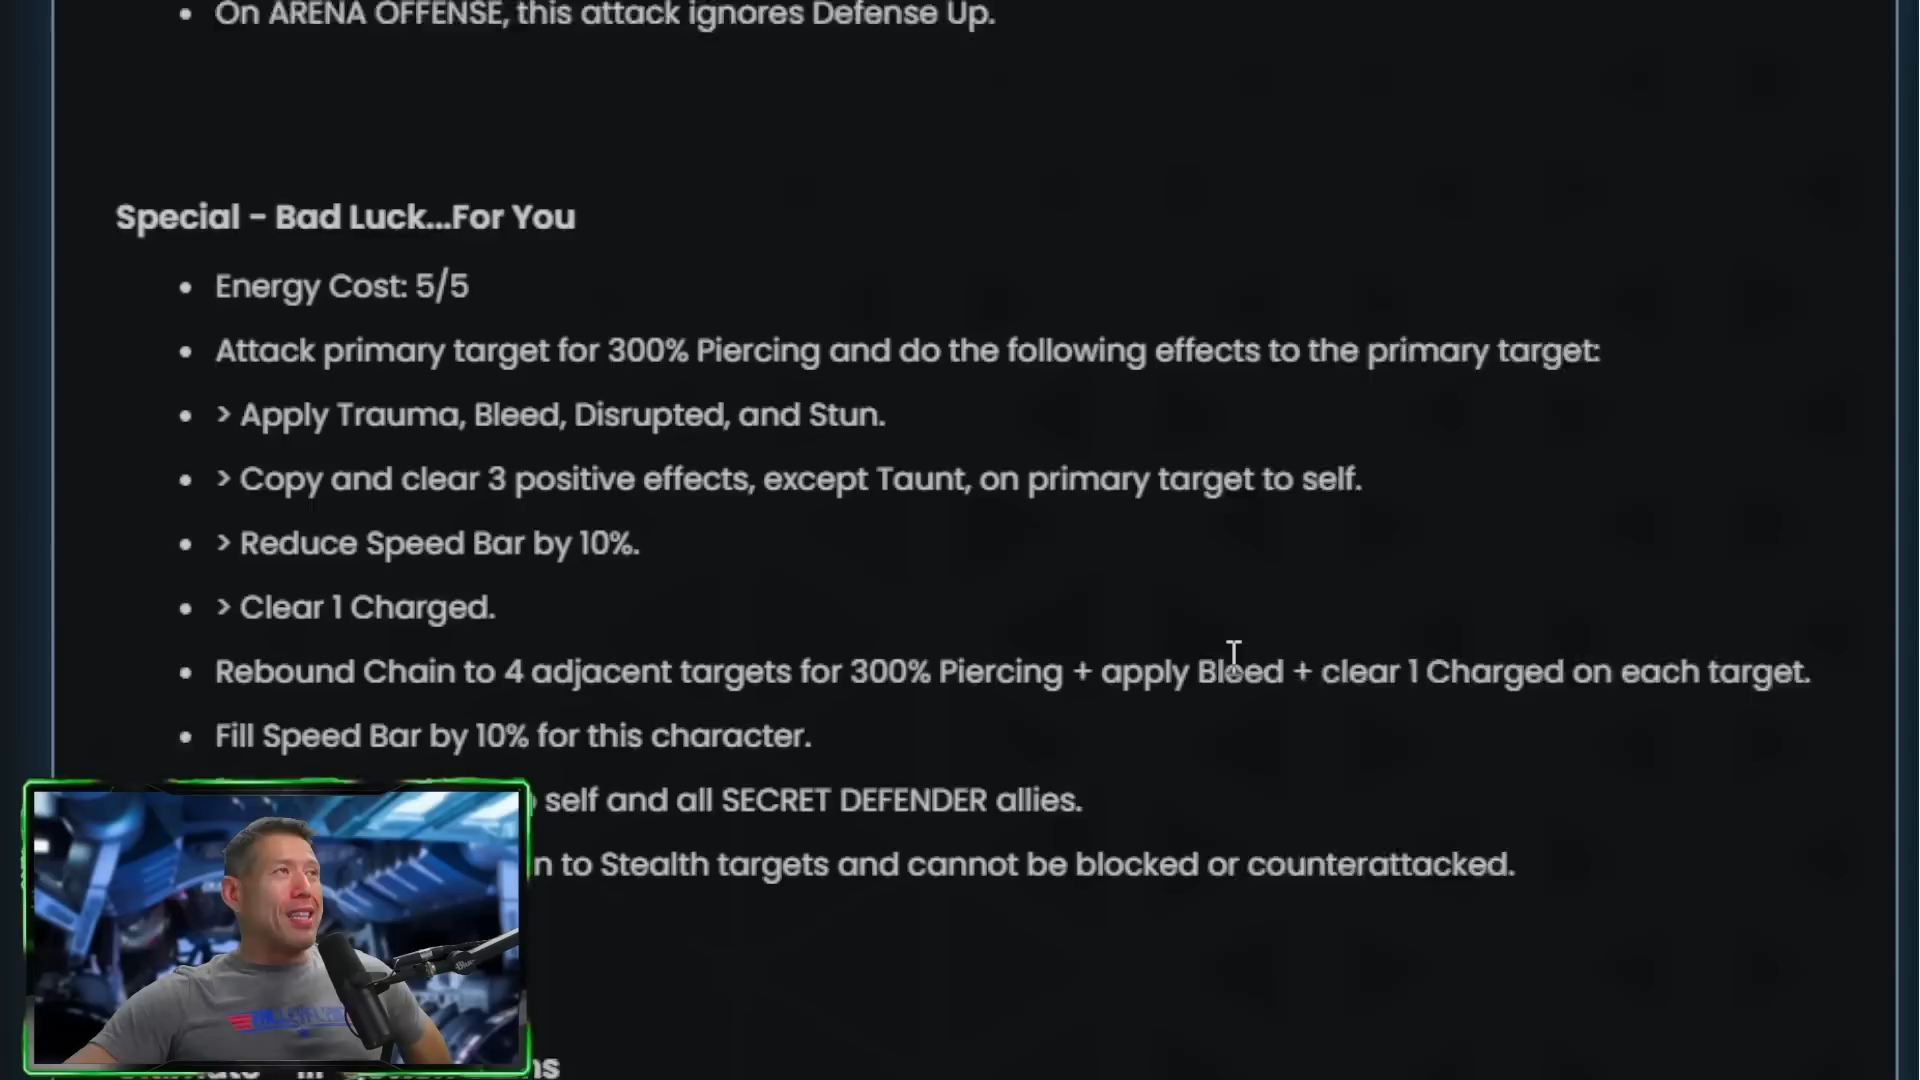 On ARENA OFFENSE, this attack ignores Defense Up.
Special - Bad Luck...For You
Energy Cost: 5/5
Attack primary target for 300% Piercing and do the following effects to the primary target:
> Apply Trauma, Bleed, Disrupted, and Stun.
> Copy and clear 3 positive effects, except Taunt, on primary target to self.
> Reduce Speed Bar by 10%.
> Clear 1 Charged.
Rebound Chain to 4 adjacent targets for 300% Piercing + apply Bleed + clear 1 Charged on each target.
Fill Speed Bar by 10% for this character.
self and all SECRET DEFENDER allies.
to Stealth targets and cannot be blocked or counterattacked.